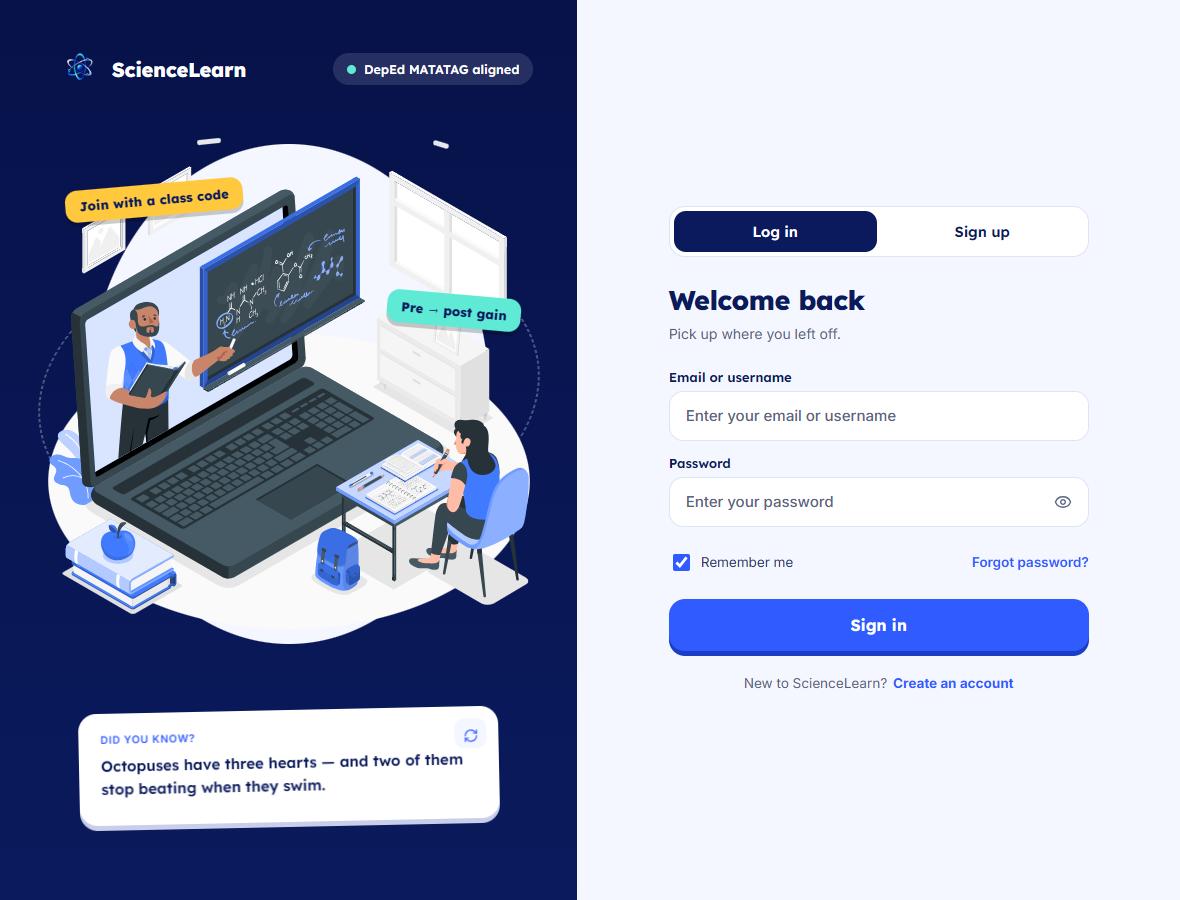 ScienceLearn
DepEd MATATAG aligned
Join with a class code
Pre → post gain
DID YOU KNOW?
Octopuses have three hearts — and two of them
stop beating when they swim.
Log in
Sign up
Welcome back
Pick up where you left off.
Email or username
Enter your email or username
Password
Enter your password
Remember me
Forgot password?
Sign in
New to ScienceLearn? Create an account